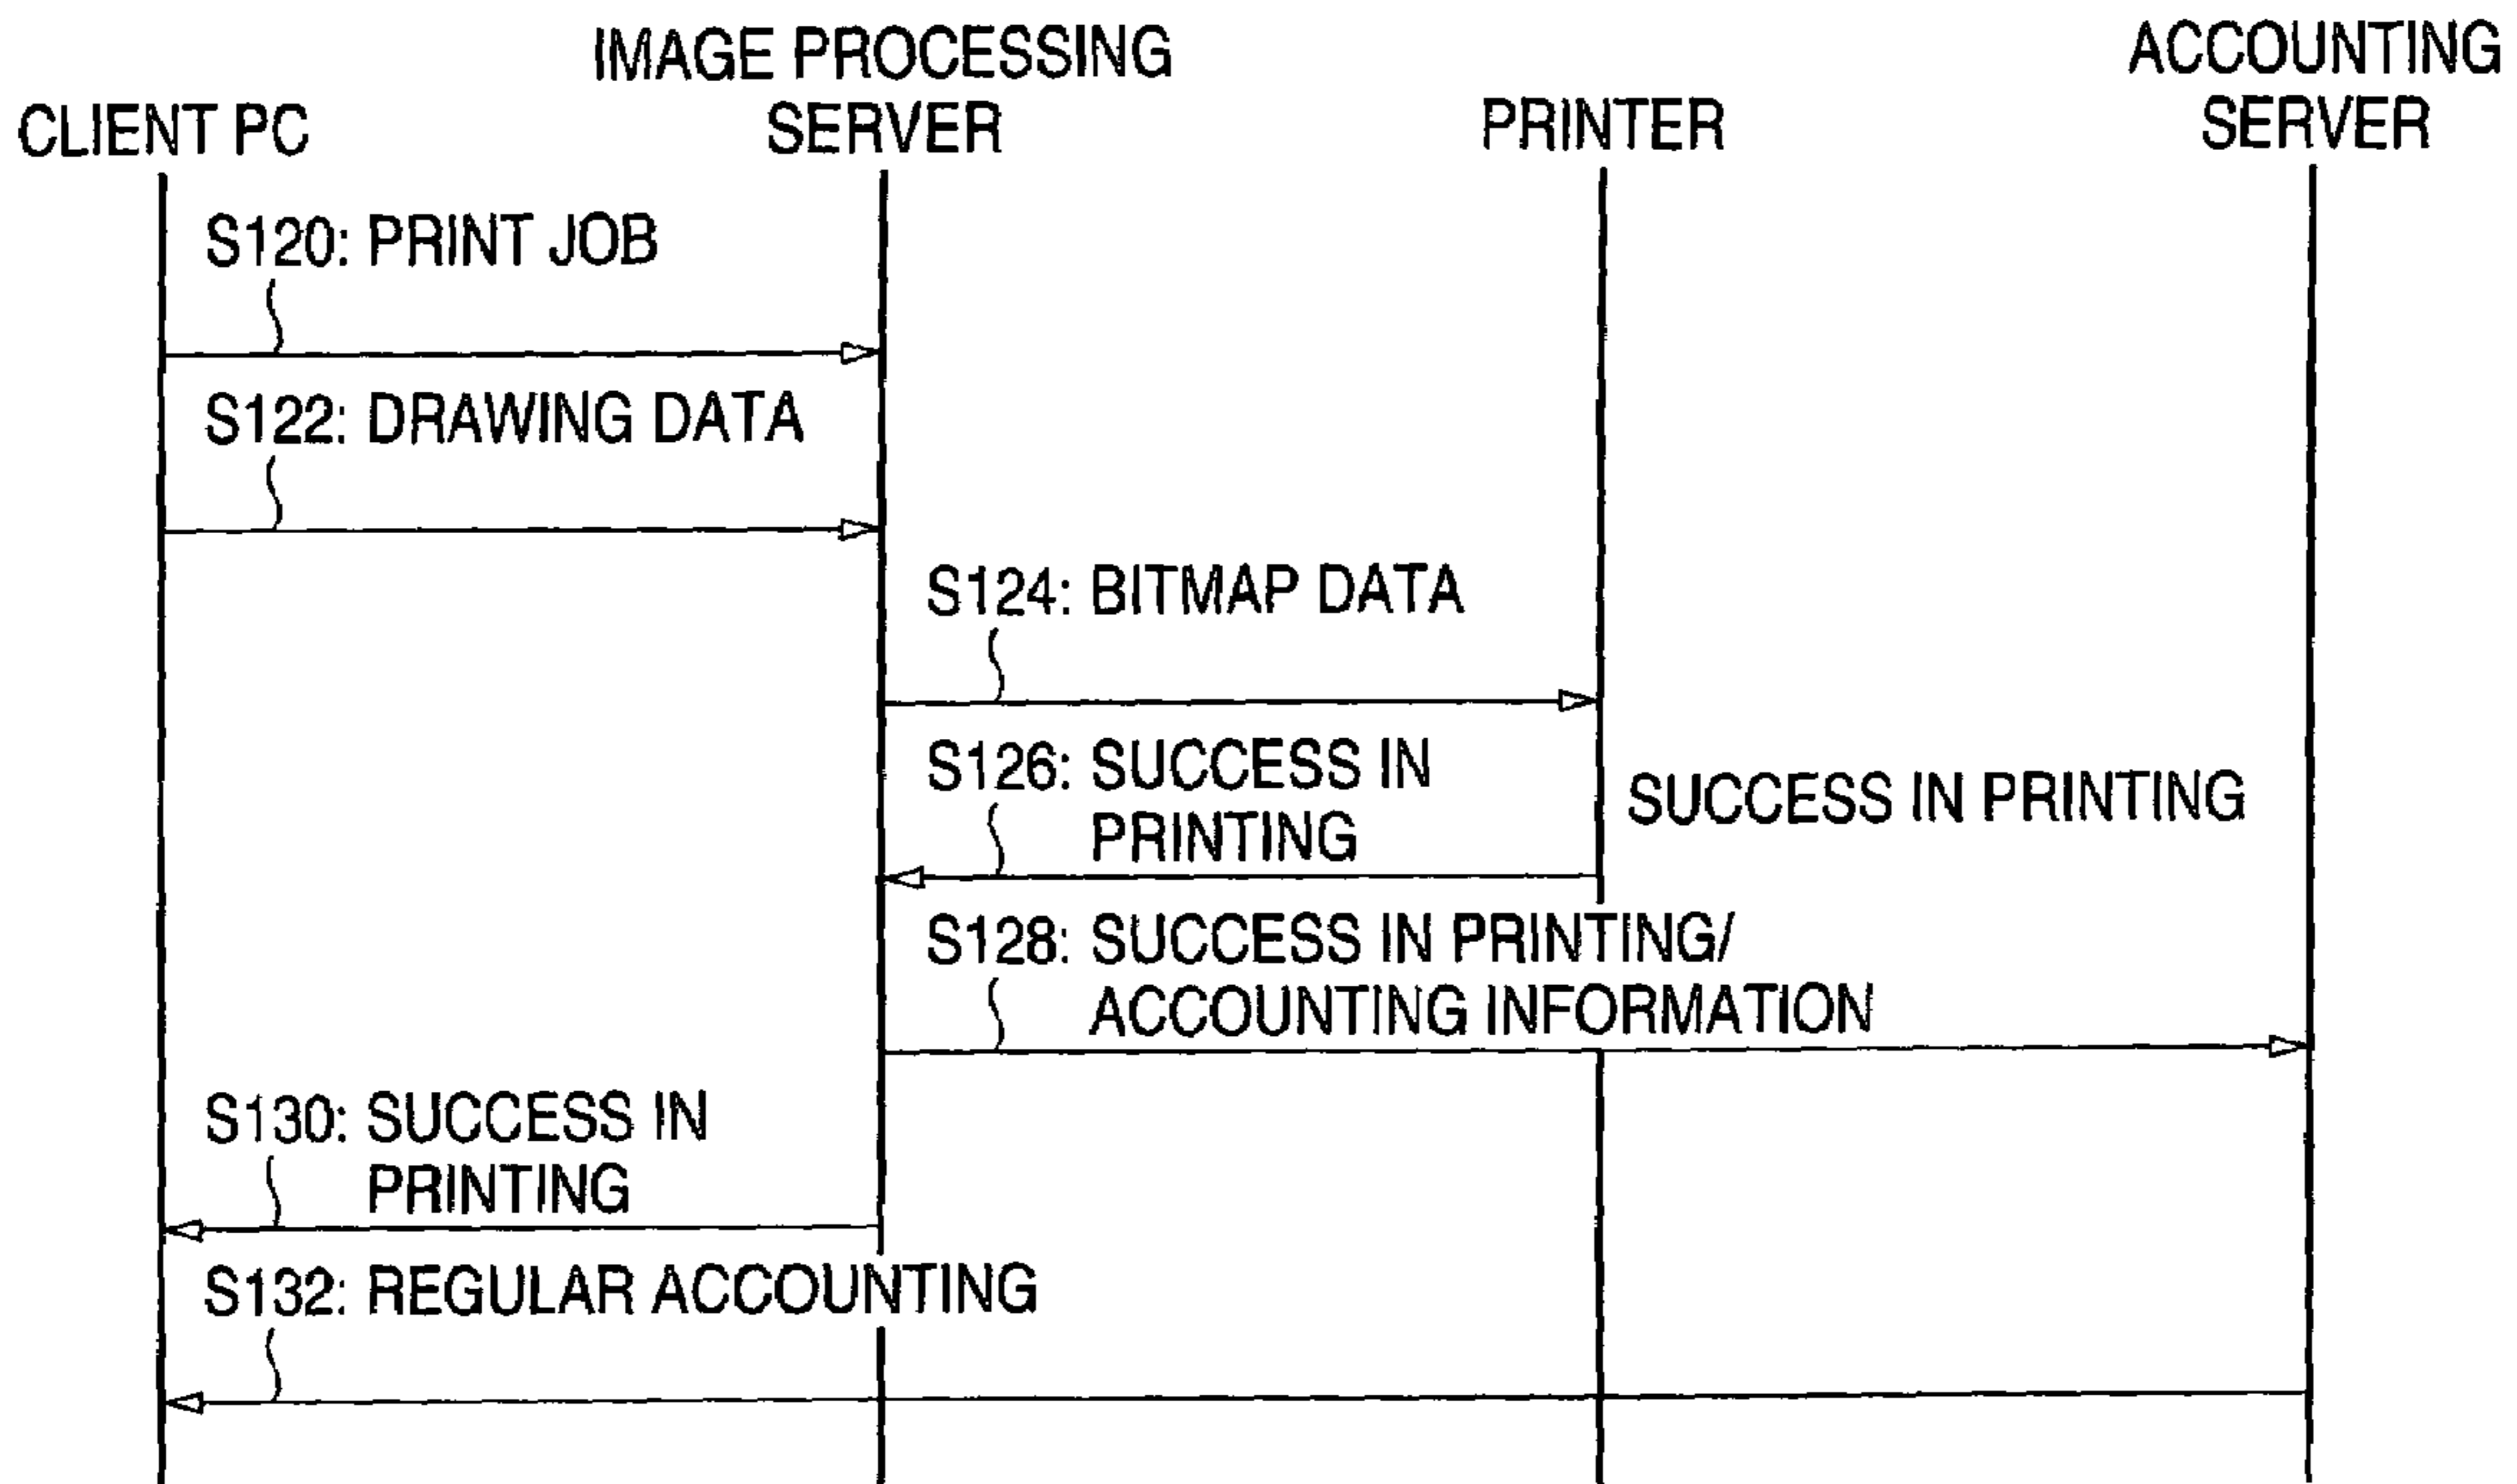 CLIENT PC
IMAGE PROCESSING
SERVER
PRINTER
ACCOUNTING
SERVER
S120: PRINT JOB
S122: DRAWING DATA
S124: BITMAP DATA
S126: SUCCESS IN
PRINTING
SUCCESS IN PRINTING
S128: SUCCESS IN PRINTING/
ACCOUNTING INFORMATION
S130: SUCCESS IN
PRINTING
S132: REGULAR ACCOUNTING